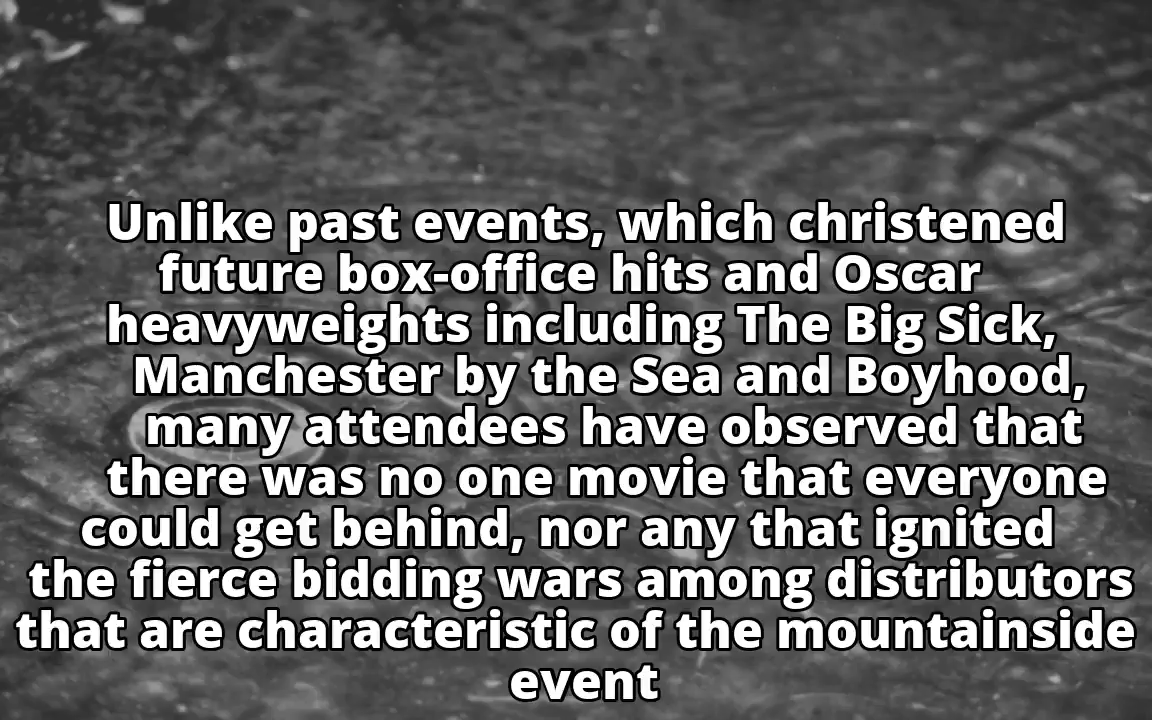 Unlike past events, which christened
future box-office hits and Oscar
heavyweights including The Big Sick,
Manchester by the Sea and Boyhood,
many attendees have observed that
there was no one movie that everyone
could get behind, nor any that ignited
the fierce bidding wars among distributors
that are characteristic of the mountainside
event